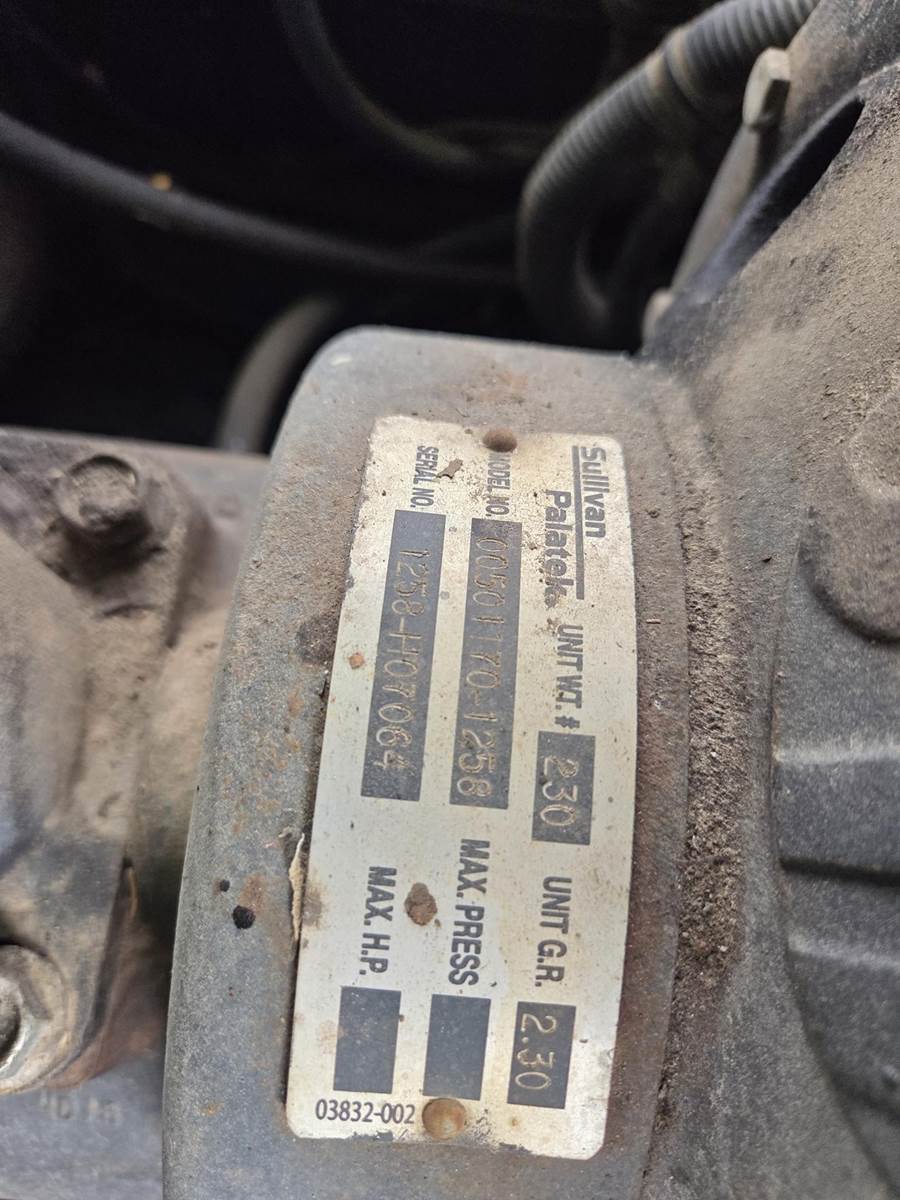 Sullivan
Palatek
UNIT WT. # 230 UNIT G.R. 2.30
MODEL NO. 00501170-1258 MAX. PRESS
SERIAL NO. 1258-H07064 MAX. H.P.
03832-002